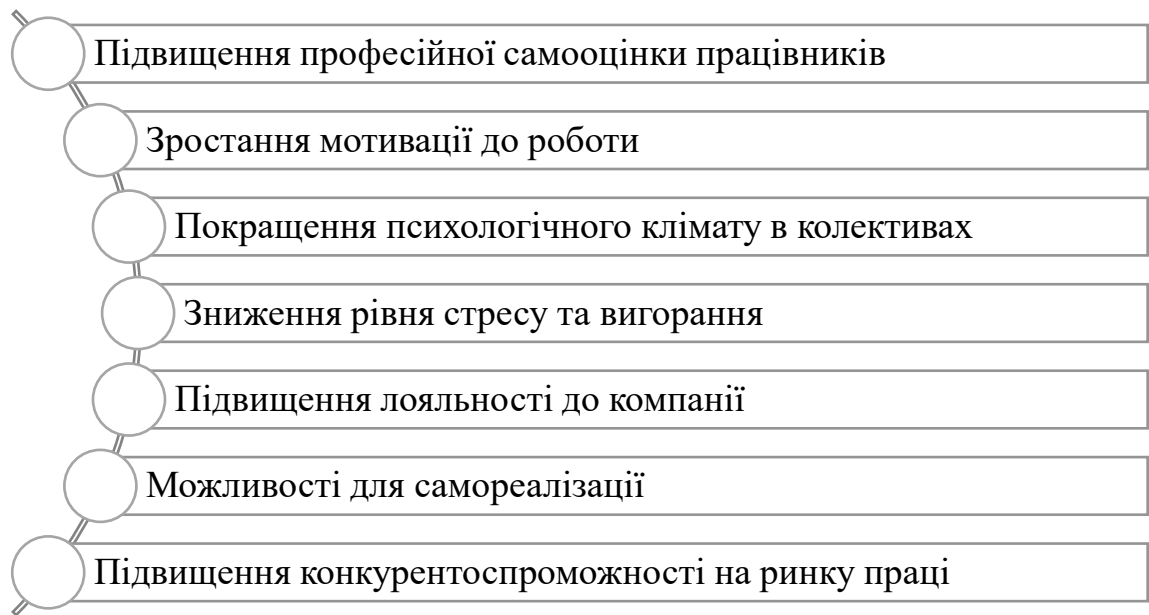 Підвищення професійної самооцінки працівників
Зростання мотивації до роботи
Покращення психологічного клімату в колективах
Зниження рівня стресу та вигорання
Підвищення лояльності до компанії
Можливості для самореалізації
Підвищення конкурентоспроможності на ринку праці